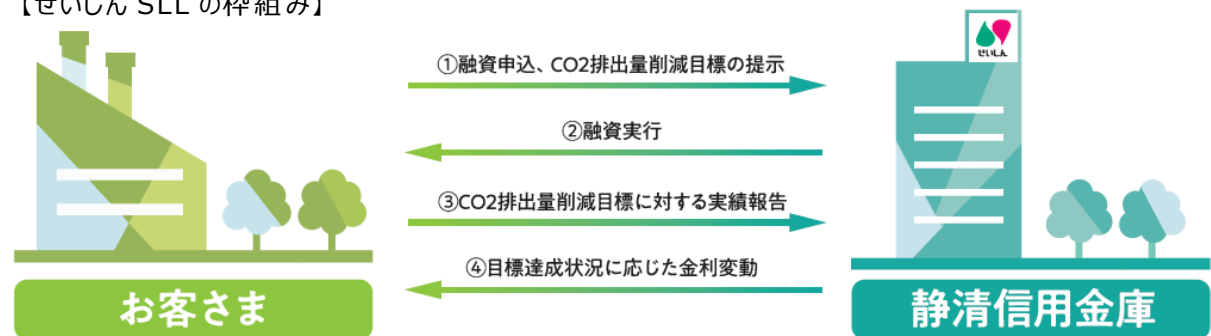 【せいしん SLL の枠組み】
せいしん
①融資申込、CO2排出量削減目標の提示
②融資実行
③CO2排出量削減目標に対する実績報告
④目標達成状況に応じた金利変動
お客さま
静清信用金庫